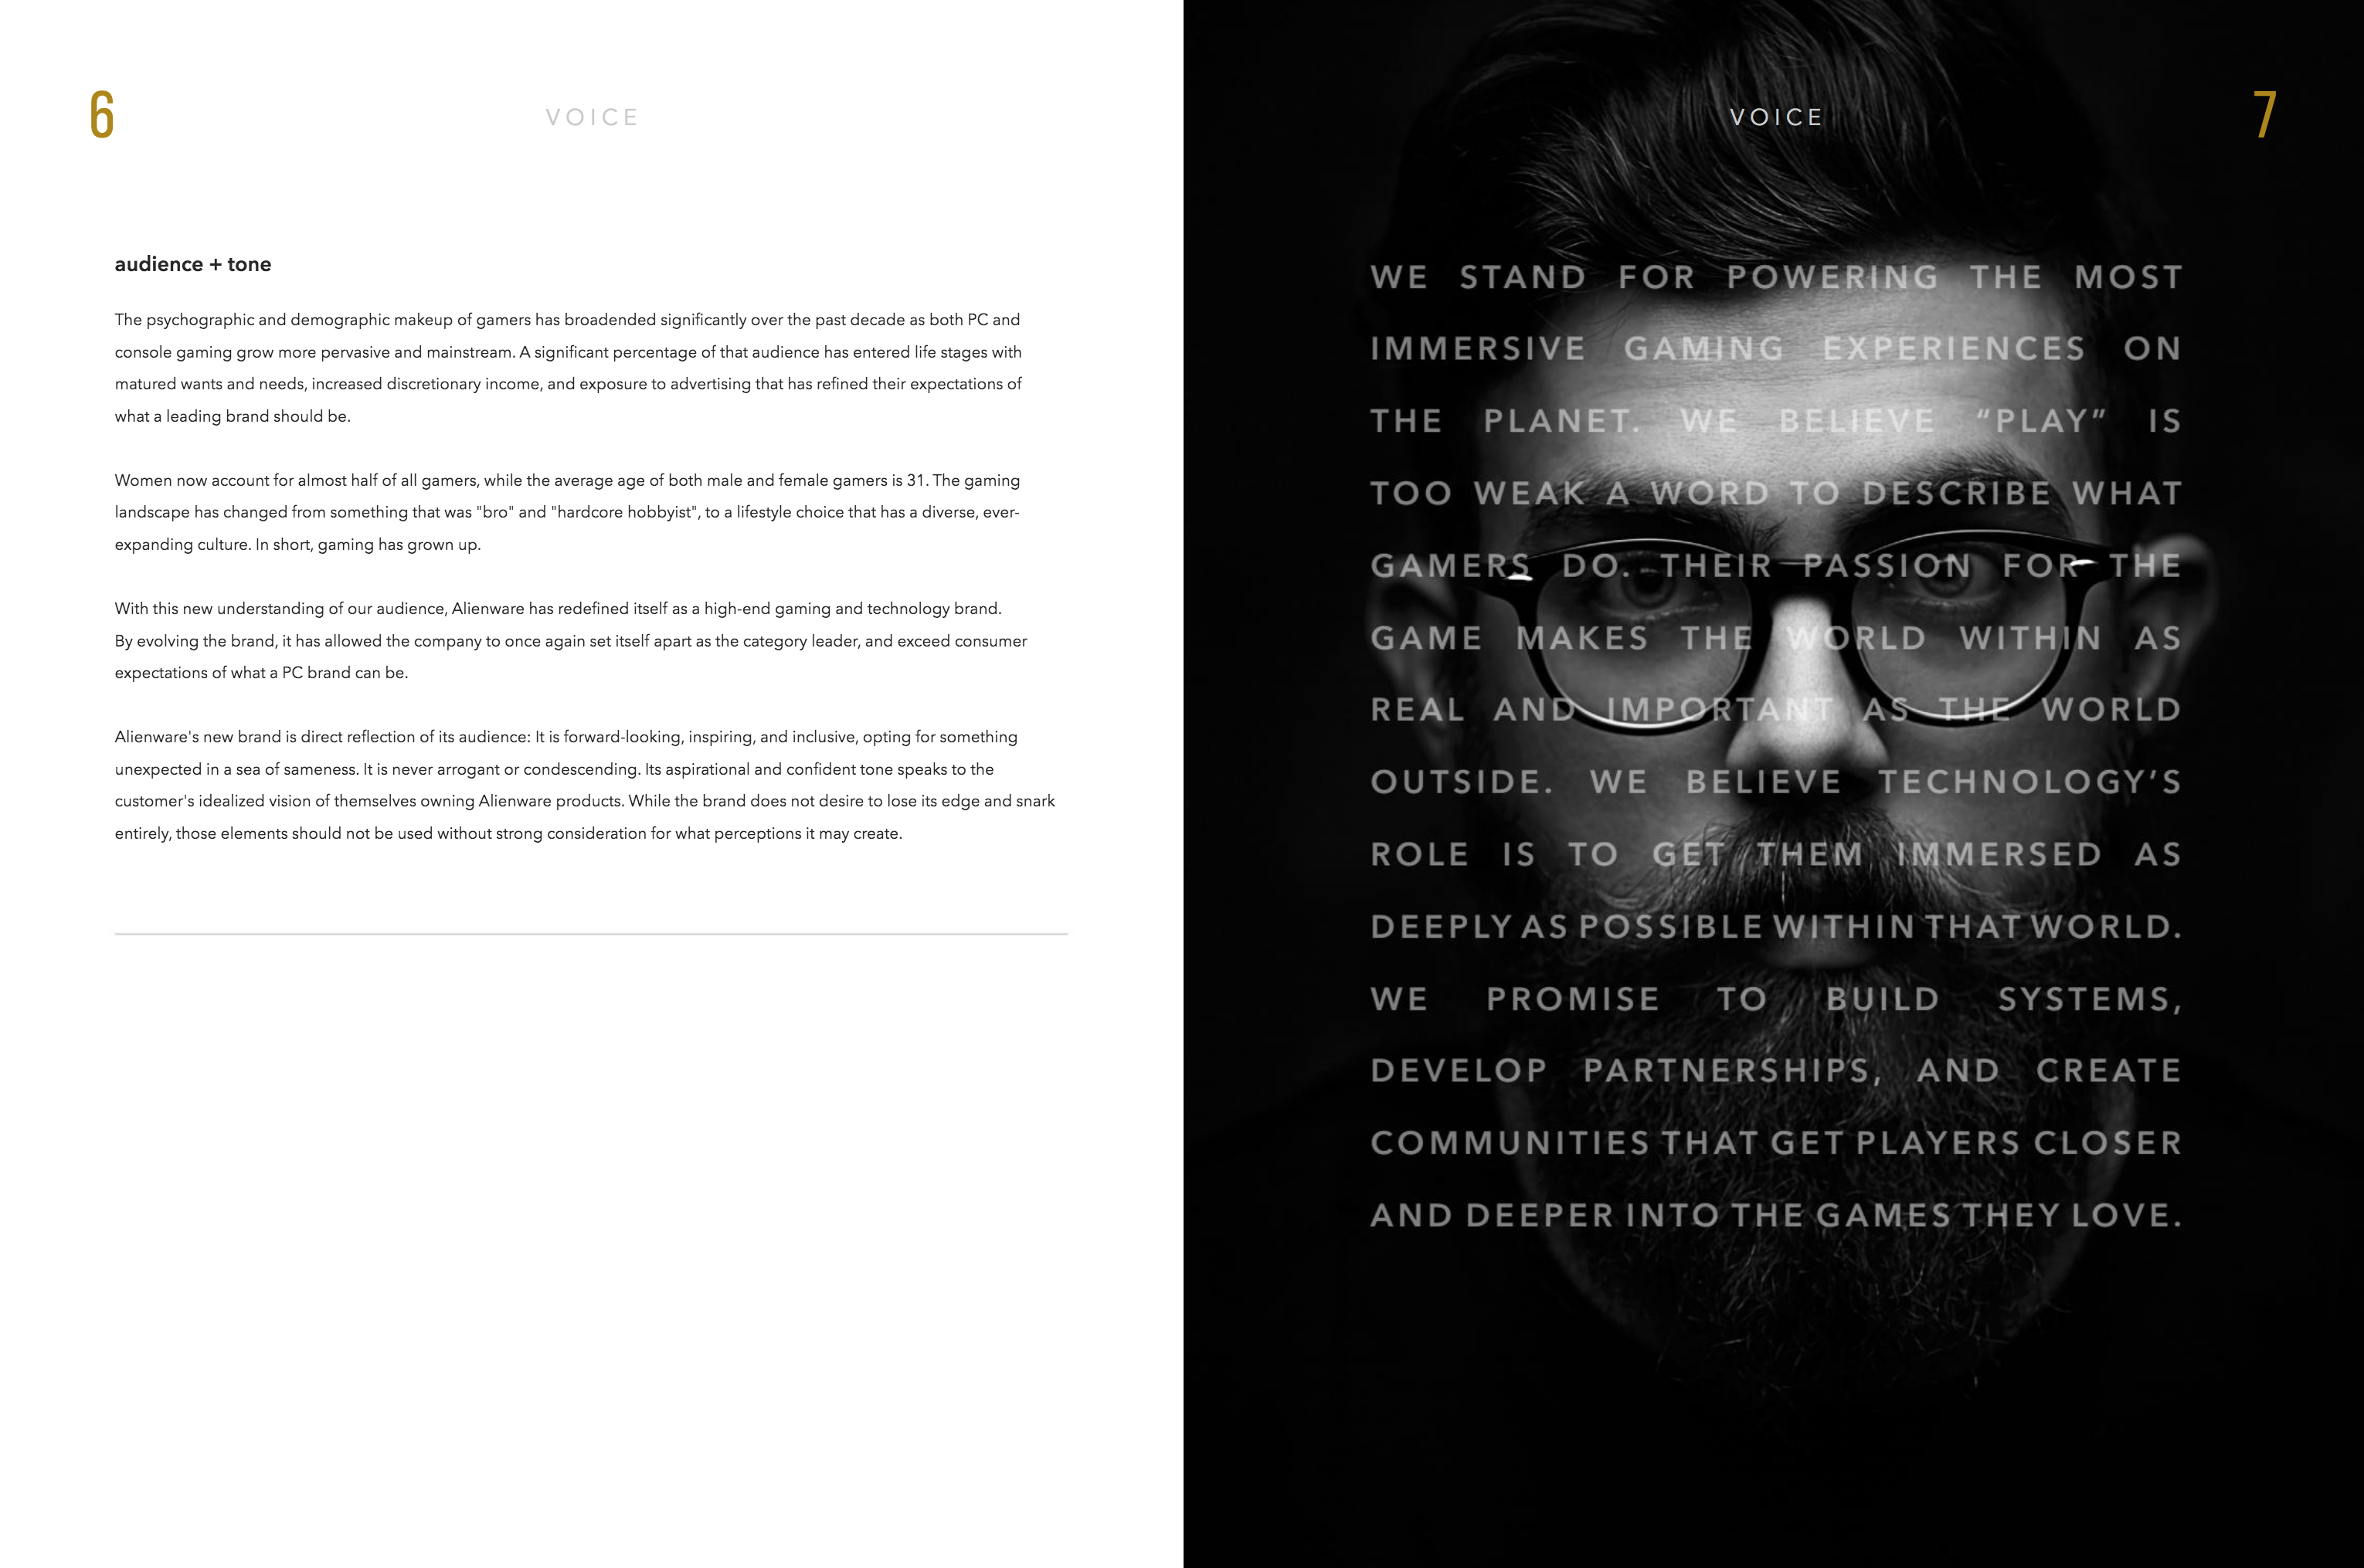 6
VOICE
audience + tone
The psychographic and demographic makeup of gamers has broadended significantly over the past decade as both PC and
console gaming grow more pervasive and mainstream. A significant percentage of that audience has entered life stages with
matured wants and needs, increased discretionary income, and exposure to advertising that has refined their expectations of
what a leading brand should be.
Women now account for almost half of all gamers, while the average age of both male and female gamers is 31. The gaming
landscape has changed from something that was "bro" and "hardcore hobbyist", to a lifestyle choice that has a diverse, ever-
expanding culture. In short, gaming has grown up.
With this new understanding of our audience, Alienware has redefined itself as a high-end gaming and technology brand.
By evolving the brand, it has allowed the company to once again set itself apart as the category leader, and exceed consumer
expectations of what a PC brand can be.
Alienware's new brand is direct reflection of its audience: It is forward-looking, inspiring, and inclusive, opting for something
unexpected in a sea of sameness. It is never arrogant or condescending. Its aspirational and confident tone speaks to the
customer's idealized vision of themselves owning Alienware products. While the brand does not desire to lose its edge and snark
entirely, those elements should not be used without strong consideration for what perceptions it may create.
VOICE
7
WE STAND FOR POWERING THE MOST
IMMERSIVE GAMING EXPERIENCES ON
THE PLANET. WE BELIEVE “PLAY” IS
TOO WEAK A WORD TO DESCRIBE WHAT
GAMERS DO. THEIR PASSION FOR THE
GAME MAKES THE WORLD WITHIN AS
REAL AND IMPORTANT AS THE WORLD
OUTSIDE. WE BELIEVE TECHNOLOGY’S
ROLE IS TO GET THEM IMMERSED AS
DEEPLY AS POSSIBLE WITHIN THAT WORLD.
WE PROMISE TO BUILD SYSTEMS,
DEVELOP PARTNERSHIPS, AND CREATE
COMMUNITIES THAT GET PLAYERS CLOSER
AND DEEPER INTO THE GAMES THEY LOVE.